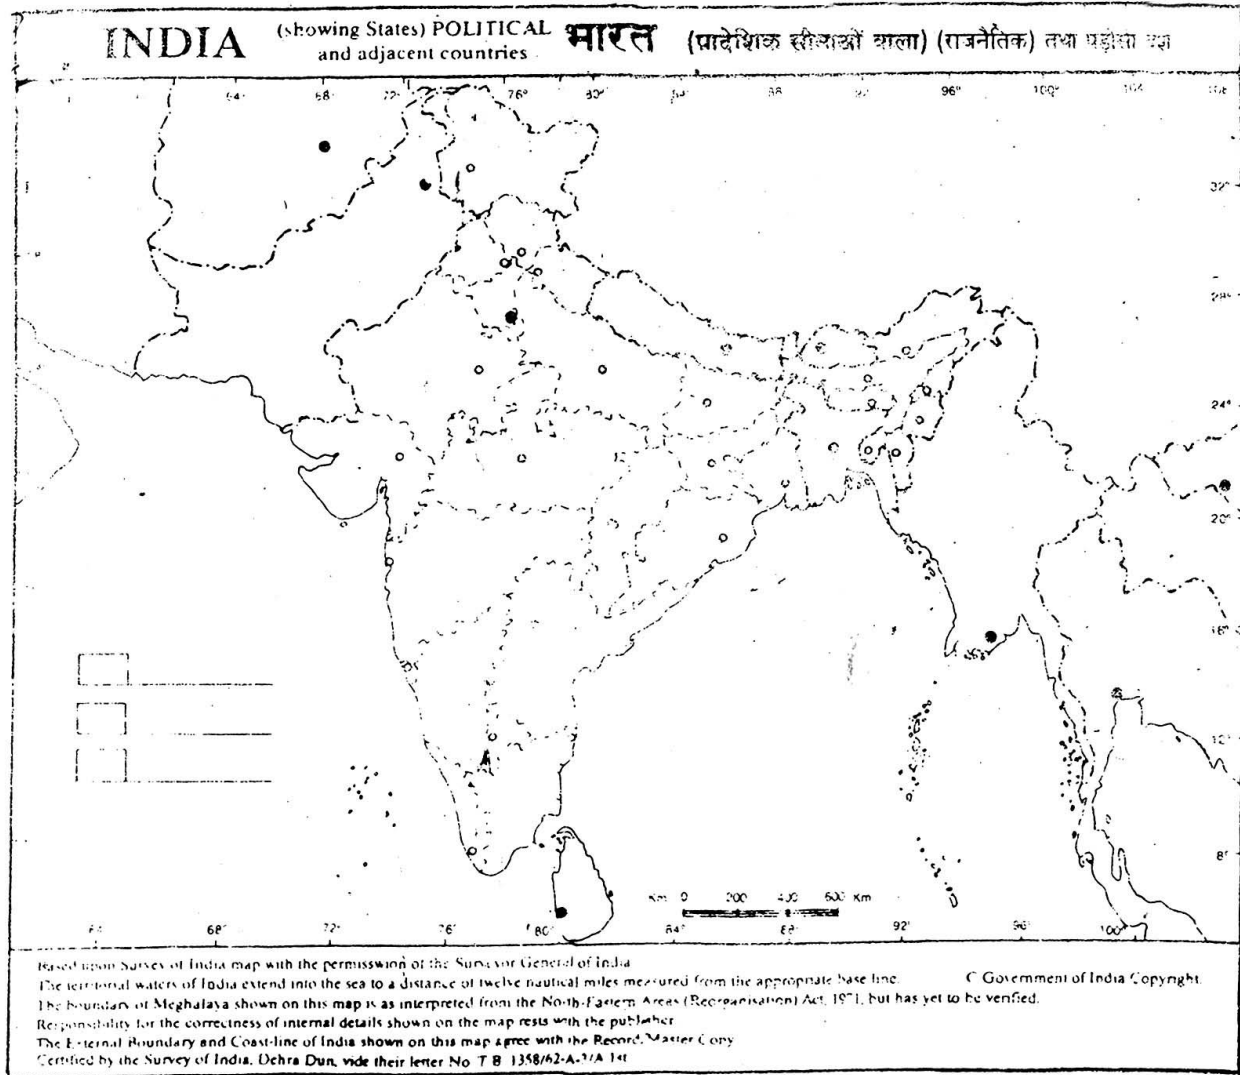 INDIA (showing States) POLITICAL भारत (प्रादेशिक सीमाओं वाला) (राजनैतिक) तथा पड़ोसी
and adjacent countries
64° 68° 72° 76° 80° 84° 88 92° 96° 100° 104 108
32°
28°
24°
20°
16°
12°
8°
Km 0 200 400 600 Km
64 68° 72° 76° 80° 84° 88 92° 96° 100°
Based upon Survey of India map with the permission of the Surveyor General of India
The territorial waters of India extend into the sea to a distance of twelve nautical miles measured from the appropriate base line. © Government of India Copyright.
The boundary of Meghalaya shown on this map is as interpreted from the North-Eastern Areas (Reorganisation) Act, 1971, but has yet to be verified.
Responsibility for the correctness of internal details shown on the map rests with the publisher
The External Boundary and Coast-line of India shown on this map agree with the Record/Master Copy
Certified by the Survey of India, Dehra Dun, vide their letter No T B 1358/62-A-